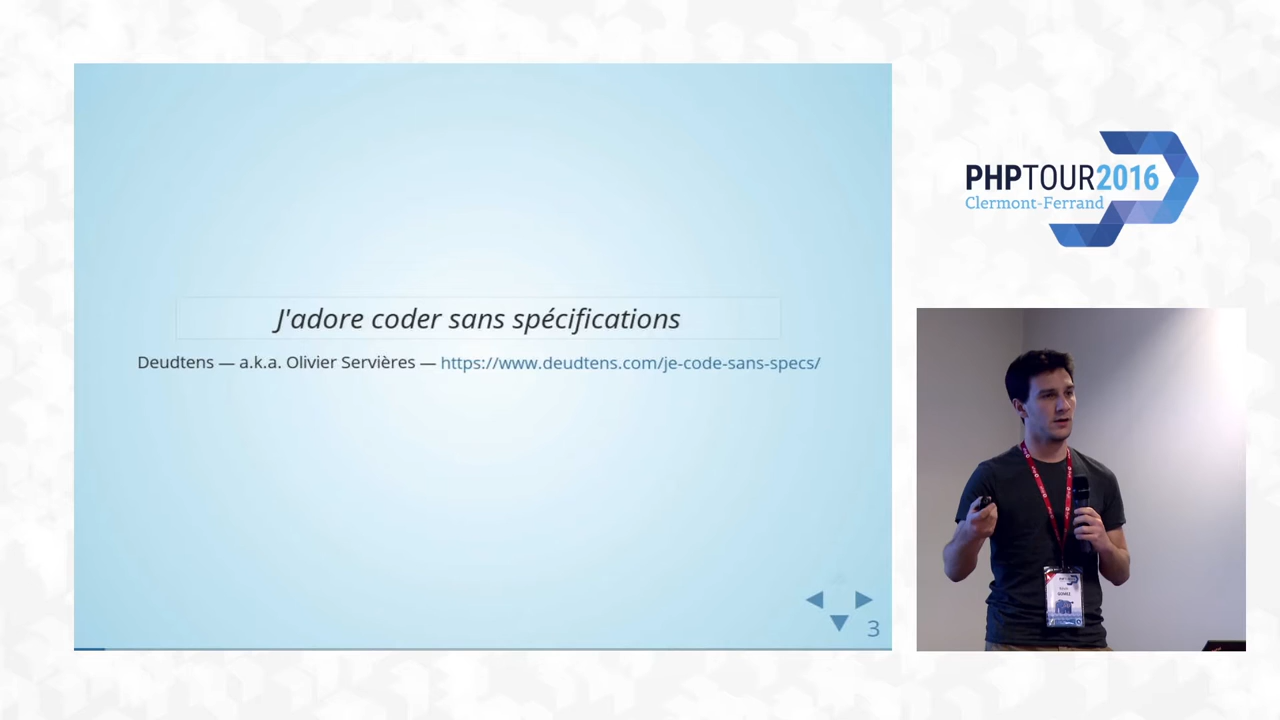 J'adore coder sans spécifications
Deudtens — a.k.a. Olivier Servières — https://www.deudtens.com/je-code-sans-specs/
3
PHPTOUR2016
Clermont-Ferrand